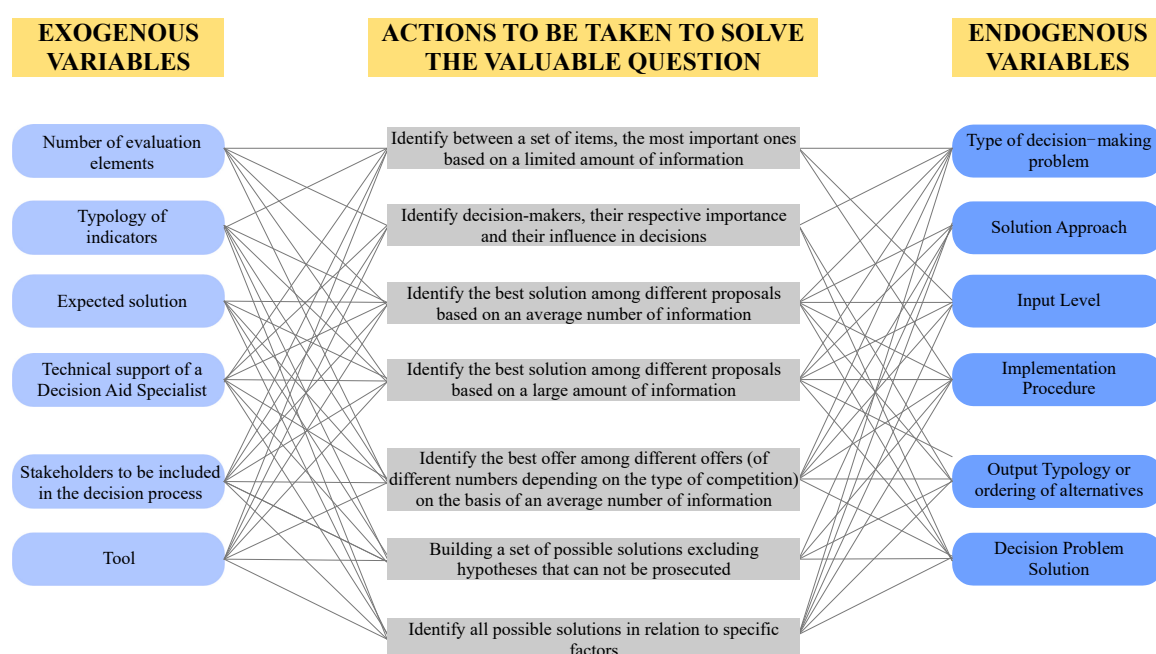 EXOGENOUS
VARIABLES
ACTIONS TO BE TAKEN TO SOLVE
THE VALUABLE QUESTION
ENDOGENOUS
VARIABLES
Number of evaluation
elements
Typology of
indicators
Expected solution
Technical support of a
Decision Aid Specialist
Stakeholders to be included
in the decision process
Tool
Identify between a set of items, the most important ones
based on a limited amount of information
Identify decision-makers, their respective importance
and their influence in decisions
Identify the best solution among different proposals
based on an average number of information
Identify the best solution among different proposals
based on a large amount of information
Identify the best offer among different offers (of
different numbers depending on the type of competition)
on the basis of an average number of information
Building a set of possible solutions excluding
hypotheses that can not be prosecuted
Identify all possible solutions in relation to specific
factors
Type of decision−making
problem
Solution Approach
Input Level
Implementation
Procedure
Output Typology or
ordering of alternatives
Decision Problem
Solution